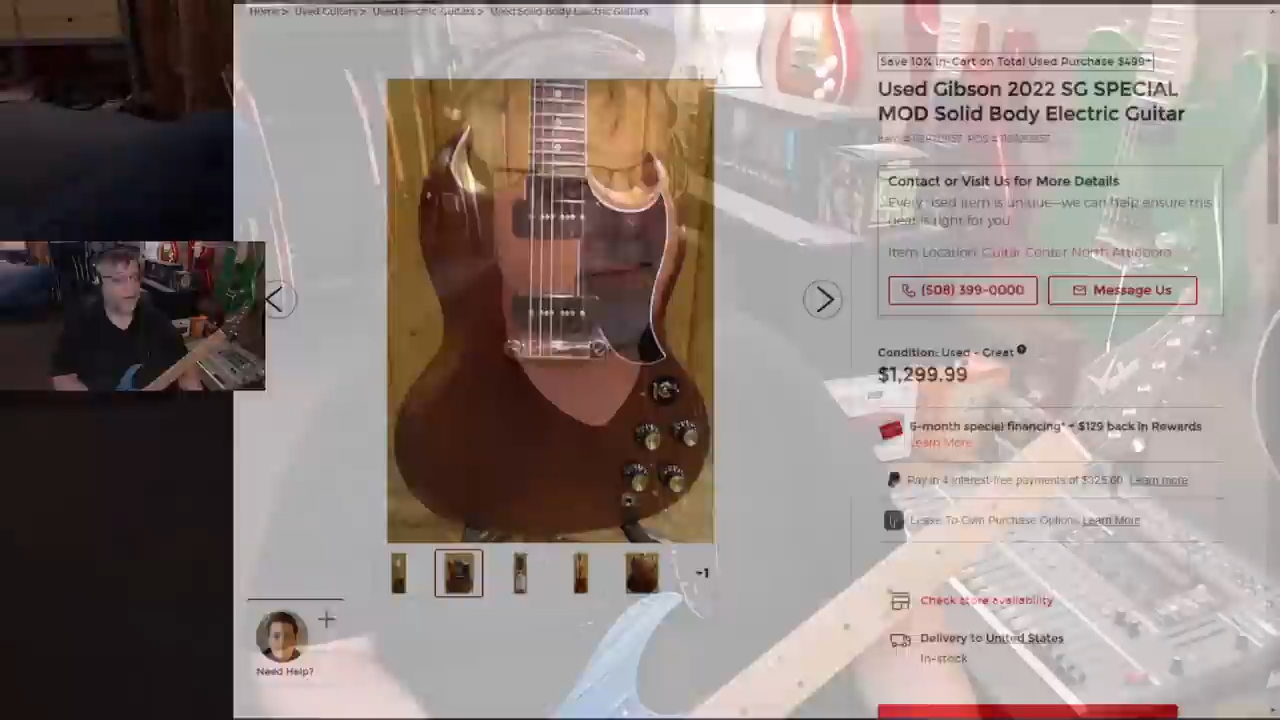 Home > Used Guitars > Used Electric Guitars > Used Solid Body Electric Guitars
Save 10% In-Cart on Total Used Purchase $499+
Used Gibson 2022 SG SPECIAL
MOD Solid Body Electric Guitar
Contact or Visit Us for More Details
Every used item is unique—we can help ensure this
gear is right for you.
Item Location: Guitar Center North Attleboro
(508) 399-0000
Message Us
Condition: Used - Great
$1,299.99
6-month special financing* + $129 back in Rewards
Learn More
Pay in 4 interest-free payments of $325.00 Learn more
Lease To Own Purchase Options Learn More
+1
Check store availability
Delivery to United States
In-stock
Need Help?